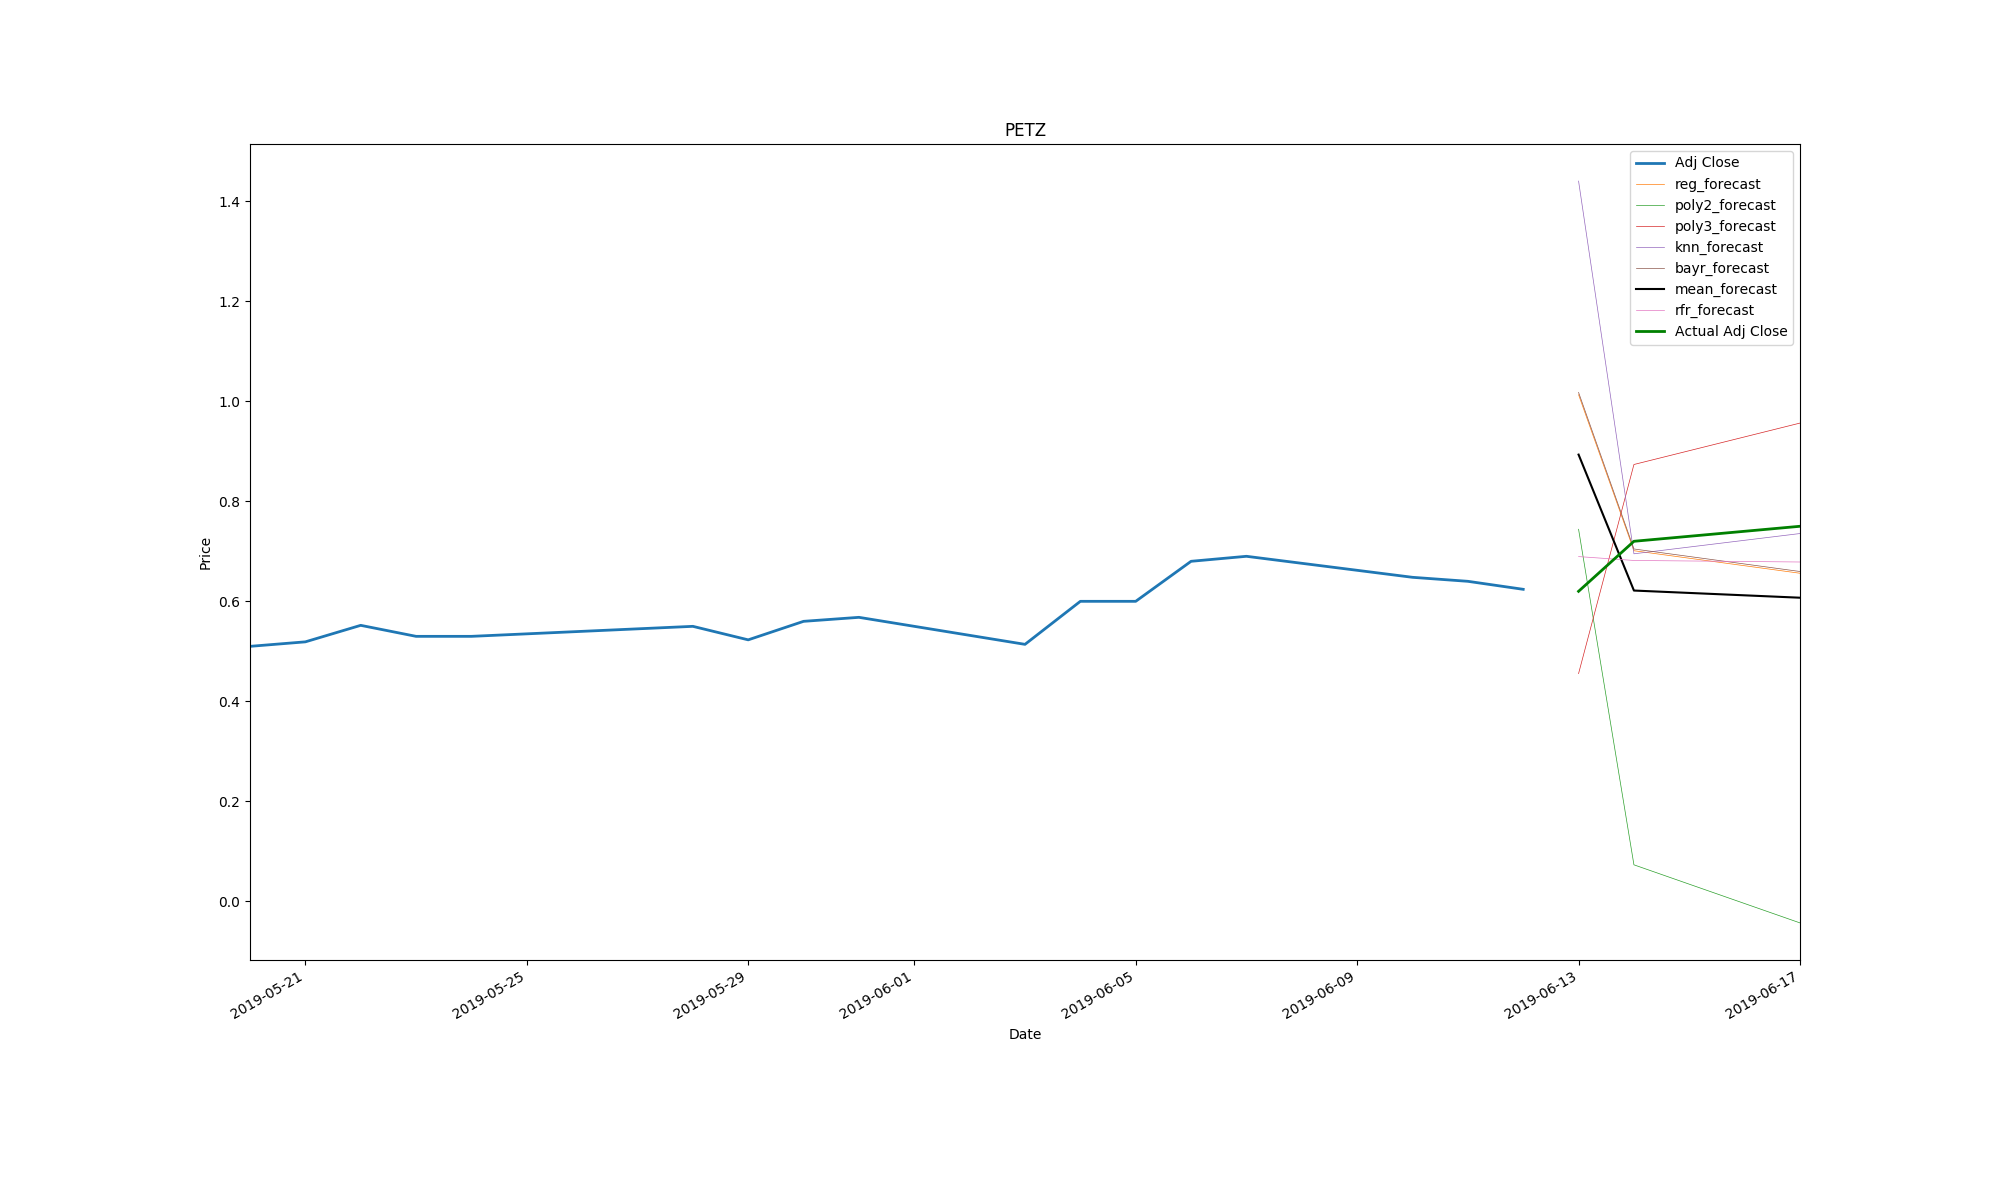 PETZ
Adj Close
reg_forecast
poly2_forecast
poly3_forecast
knn_forecast
bayr_forecast
mean_forecast
rfr_forecast
Actual Adj Close
1.4
1.2
1.0
0.8
0.6
0.4
0.2
0.0
Price
2019-05-21
2019-05-25
2019-05-29
2019-06-01
2019-06-05
2019-06-09
2019-06-13
2019-06-17
Date